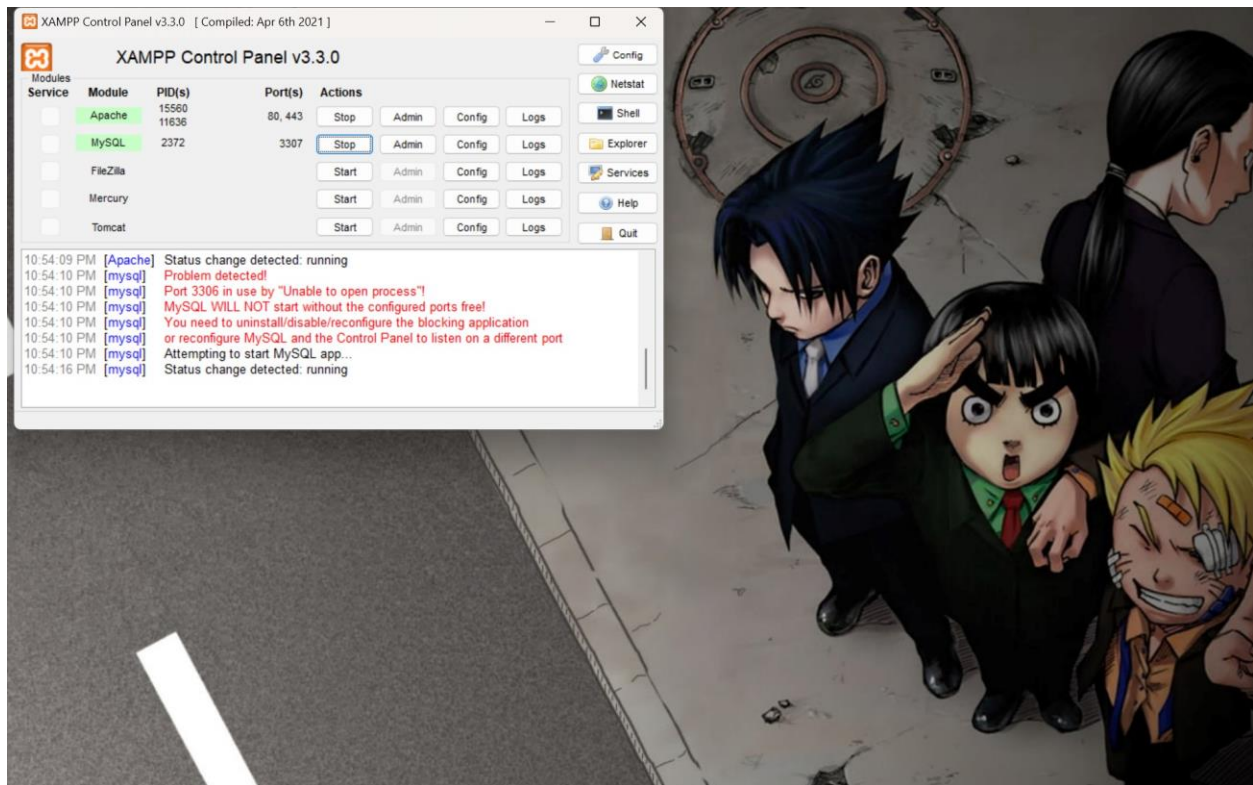 XAMPP Control Panel v3.3.0 [ Compiled: Apr 6th 2021 ]
XAMPP Control Panel v3.3.0
Config
Modules
Service Module PID(s) Port(s) Actions
Netstat
Apache 15560 11636 80, 443 Stop Admin Config Logs
Shell
MySQL 2372 3307 Stop Admin Config Logs
Explorer
FileZilla Start Admin Config Logs
Services
Mercury Start Admin Config Logs
Help
Tomcat Start Admin Config Logs
Quit
10:54:09 PM [Apache] Status change detected: running
10:54:10 PM [mysql] Problem detected!
10:54:10 PM [mysql] Port 3306 in use by "Unable to open process"!
10:54:10 PM [mysql] MySQL WILL NOT start without the configured ports free!
10:54:10 PM [mysql] You need to uninstall/disable/reconfigure the blocking application
10:54:10 PM [mysql] or reconfigure MySQL and the Control Panel to listen on a different port
10:54:10 PM [mysql] Attempting to start MySQL app...
10:54:16 PM [mysql] Status change detected: running